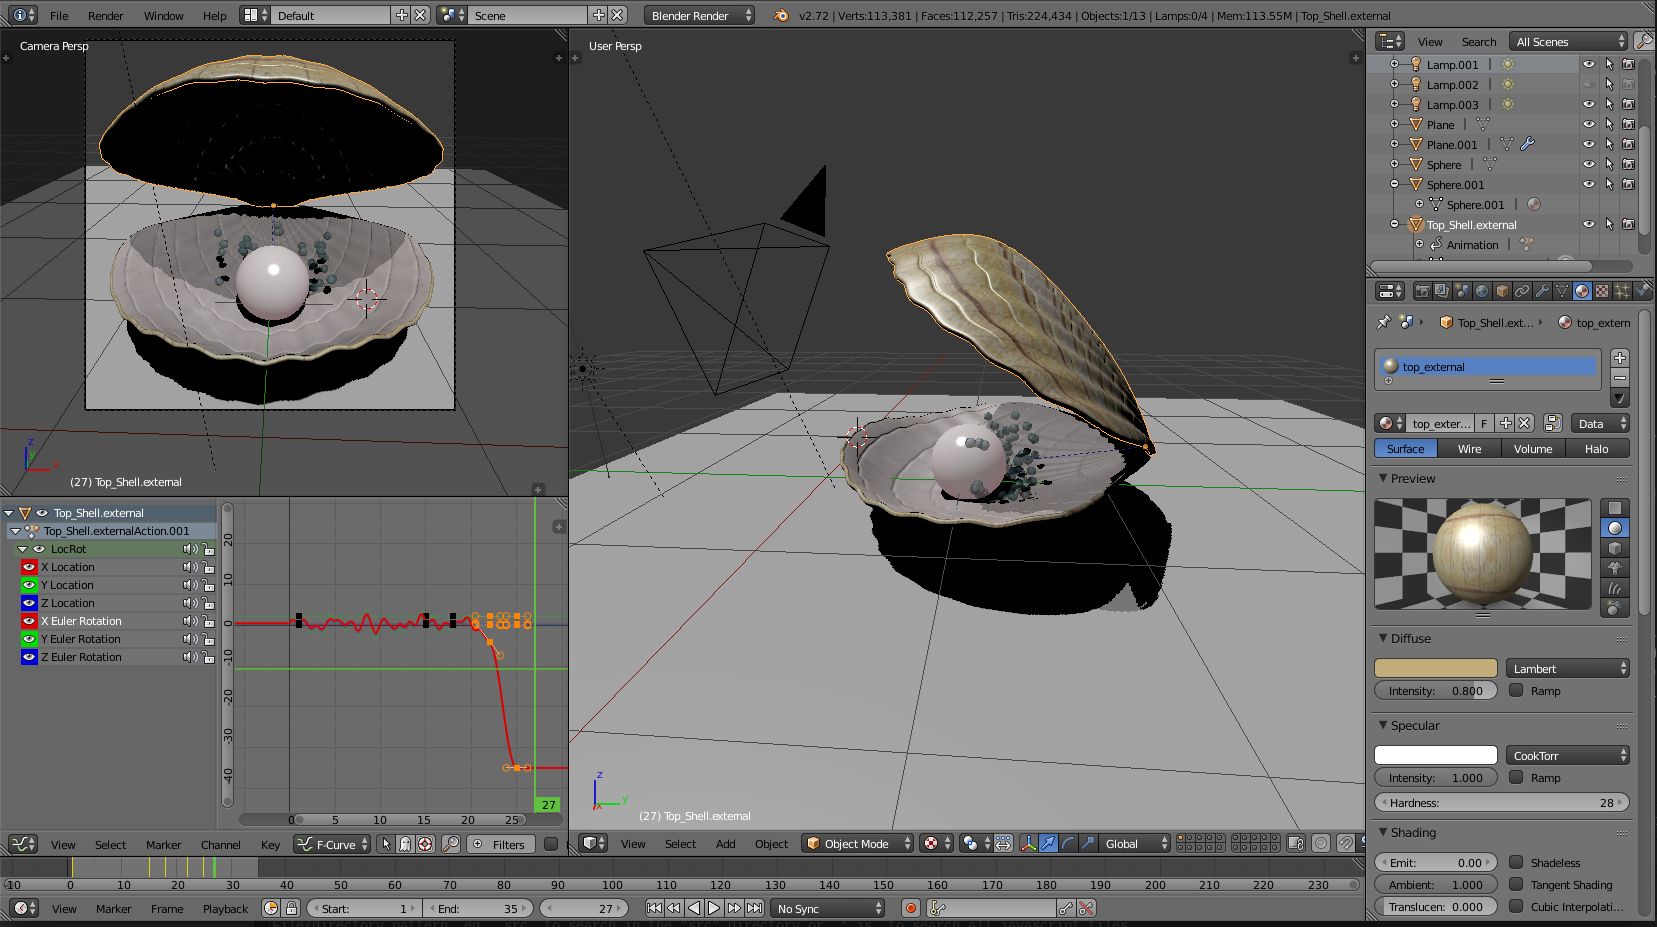 File Render Window Help Default Scene Blender Render v2.72 | Verts:113,381 | Faces:112,257 | Tris:224,434 | Objects:1/13 | Lamps:0/4 | Mem:113.55M | Top_Shell.external
Camera Persp
User Persp
View Search All Scenes
Lamp.001
Lamp.002
Lamp.003
Plane
Plane.001
Sphere
Sphere.001
Sphere.001
Top_Shell.external
Animation
z
y
x
(27) Top_Shell.external
Top_Shell.ext... top_extern
top_external
top_exter... F Data
Surface Wire Volume Halo
Preview
Diffuse
Lambert
Intensity: 0.800 Ramp
Specular
CookTorr
Intensity: 1.000 Ramp
Hardness: 28
Shading
Emit: 0.00 Shadeless
Ambient: 1.000 Tangent Shading
Translucen: 0.000 Cubic Interpolati...
Top_Shell.external
Top_Shell.externalAction.001
LocRot
X Location
Y Location
Z Location
X Euler Rotation
Y Euler Rotation
Z Euler Rotation
20
10
0
-10
-20
-30
-40
0 5 10 15 20 25
27
z
y
x
(27) Top_Shell.external
View Select Marker Channel Key F-Curve Filters
View Select Add Object Object Mode Global
-10 0 10 20 30 40 50 60 70 80 90 100 110 120 130 140 150 160 170 180 190 200 210 220 230
View Marker Frame Playback Start: 1 End: 35 27 No Sync